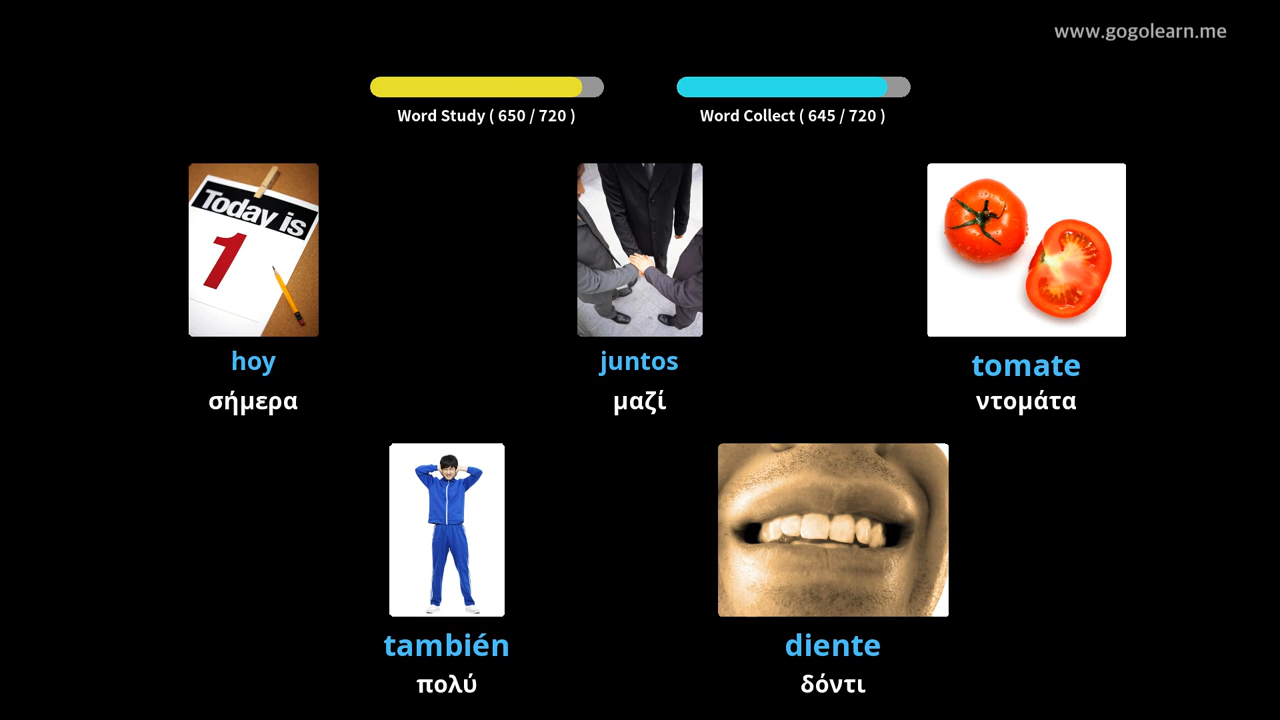 www.gogolearn.me
Word Study ( 650 / 720 )
Word Collect ( 645 / 720 )
Today is
1
hoy
σήμερα
juntos
μαζί
tomate
ντομάτα
también
πολύ
diente
δόντι